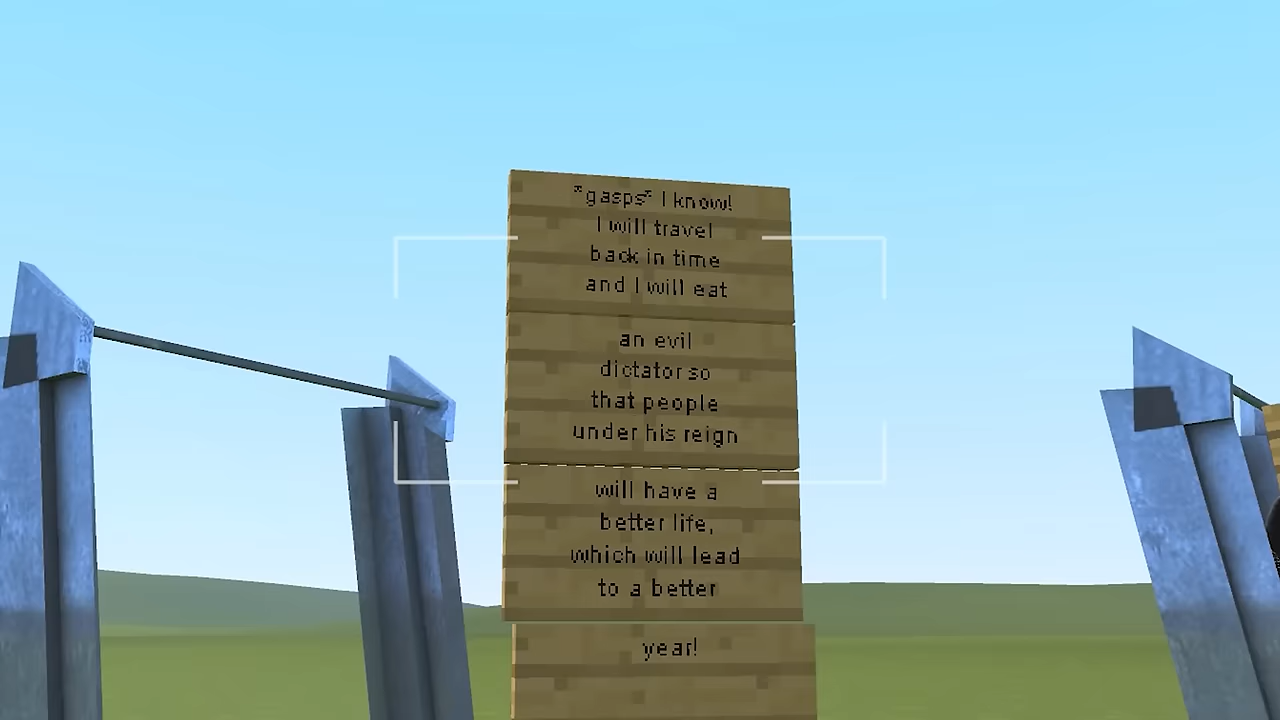 *gasps* I know!
I will travel
back in time
and I will eat
an evil
dictator so
that people
under his reign
will have a
better life,
which will lead
to a better
year!